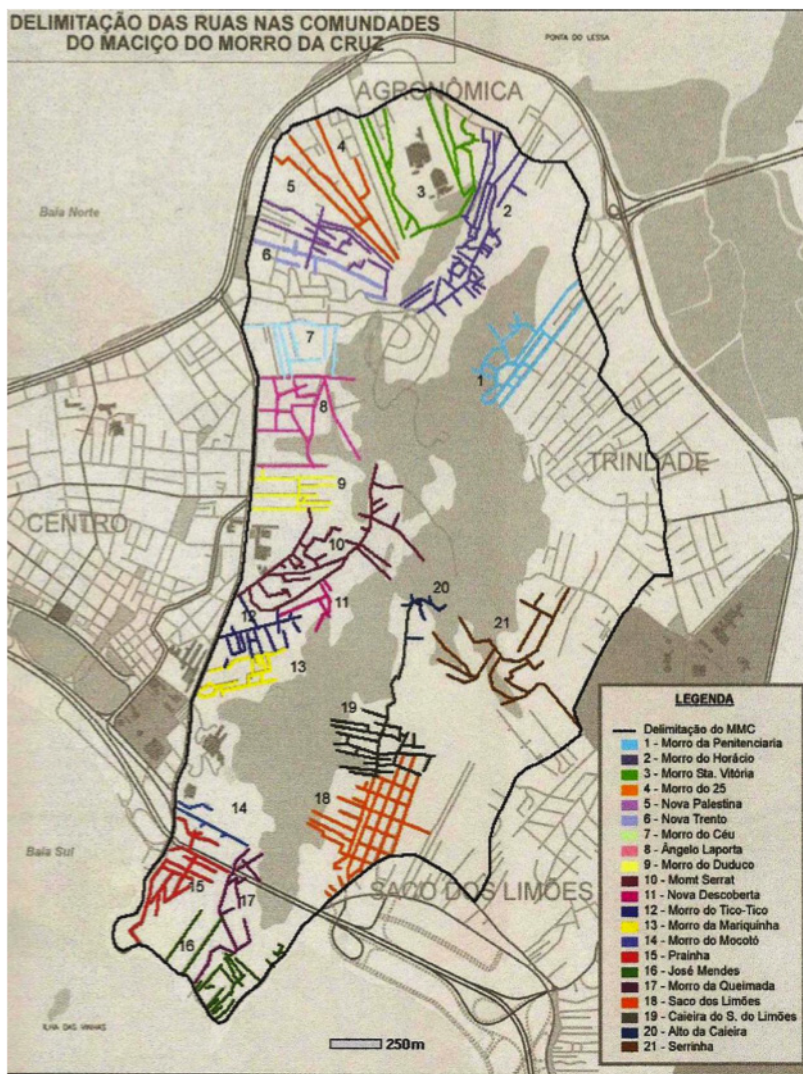 DELIMITAÇÃO DAS RUAS NAS COMUNDADES
DO MACIÇO DO MORRO DA CRUZ
PONTA DO LESSA
AGRONÔMICA
4
5
3
2
Baia Norte
6
7
1
8
TRINDADE
9
CENTRO
10
20
11
12
21
13
19
LEGENDA
Delimitação do MMC
1 - Morro da Penitenciaria
2 - Morro do Horácio
3 - Morro Sta. Vitória
4 - Morro do 25
5 - Nova Palestina
6 - Nova Trento
7 - Morro do Céu
8 - Ângelo Laporta
9 - Morro do Duduco
10 - Momt Serrat
11 - Nova Descoberta
12 - Morro do Tico-Tico
13 - Morro da Mariquinha
14 - Morro do Mocotó
15 - Prainha
16 - José Mendes
17 - Morro da Queimada
18 - Saco dos Limões
19 - Caieira do S. do Limões
20 - Alto da Caieira
21 - Serrinha
18
14
Baia Sul
15
SACO DOS LIMÕES
17
16
ILHA DAS VINHAS
250m